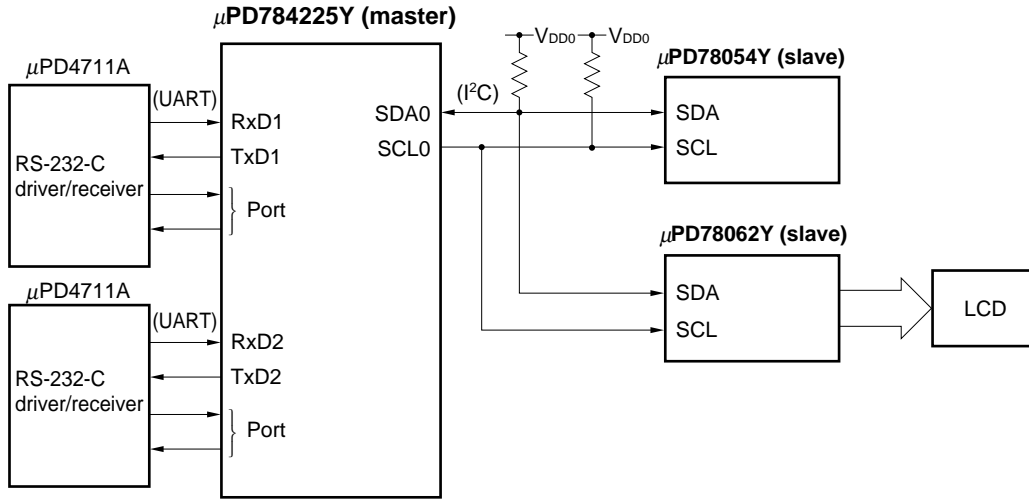 μPD784225Y (master)
μPD4711A
(UART)
RS-232-C
driver/receiver
RxD1
TxD1
Port
μPD4711A
(UART)
RS-232-C
driver/receiver
RxD2
TxD2
Port
SDA0
SCL0
(I²C)
VDD0
VDD0
μPD78054Y (slave)
SDA
SCL
μPD78062Y (slave)
SDA
SCL
LCD